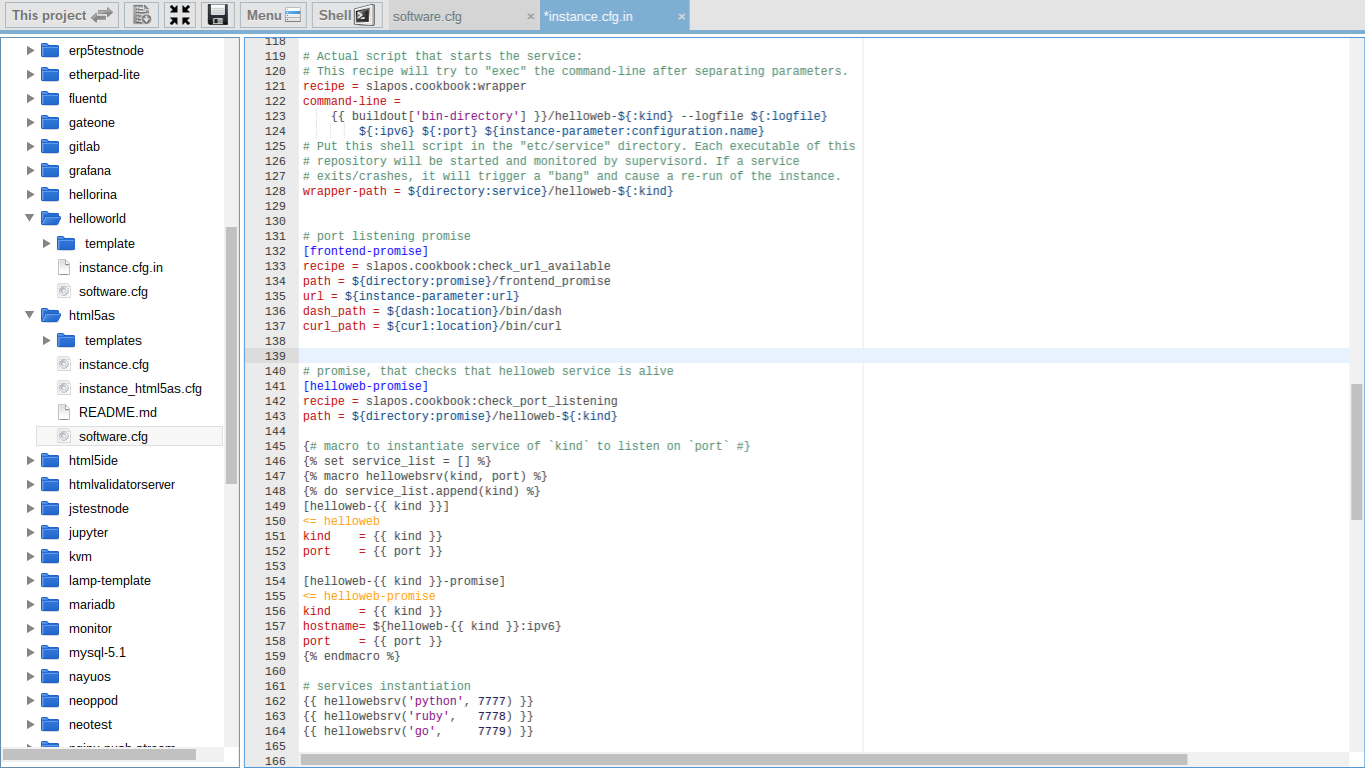 This project
Menu
Shell
software.cfg ×
*instance.cfg.in ×
erp5testnode
etherpad-lite
fluentd
gateone
gitlab
grafana
hellorina
helloworld
template
instance.cfg.in
software.cfg
html5as
templates
instance.cfg
instance_html5as.cfg
README.md
software.cfg
html5ide
htmlvalidatorserver
jstestnode
jupyter
kvm
lamp-template
mariadb
monitor
mysql-5.1
nayuos
neoppod
neotest
118
119 # Actual script that starts the service:
120 # This recipe will try to "exec" the command-line after separating parameters.
121 recipe = slapos.cookbook:wrapper
122 command-line =
123     {{ buildout['bin-directory'] }}/helloweb-${:kind} --logfile ${:logfile}
124         ${:ipv6} ${:port} ${instance-parameter:configuration.name}
125 # Put this shell script in the "etc/service" directory. Each executable of this
126 # repository will be started and monitored by supervisord. If a service
127 # exits/crashes, it will trigger a "bang" and cause a re-run of the instance.
128 wrapper-path = ${directory:service}/helloweb-${:kind}
129
130
131 # port listening promise
132 [frontend-promise]
133 recipe = slapos.cookbook:check_url_available
134 path = ${directory:promise}/frontend_promise
135 url = ${instance-parameter:url}
136 dash_path = ${dash:location}/bin/dash
137 curl_path = ${curl:location}/bin/curl
138
139
140 # promise, that checks that helloweb service is alive
141 [helloweb-promise]
142 recipe = slapos.cookbook:check_port_listening
143 path = ${directory:promise}/helloweb-${:kind}
144
145 {# macro to instantiate service of `kind` to listen on `port` #}
146 {% set service_list = [] %}
147 {% macro hellowebsrv(kind, port) %}
148 {% do service_list.append(kind) %}
149 [helloweb-{{ kind }}]
150 <= helloweb
151 kind    = {{ kind }}
152 port    = {{ port }}
153
154 [helloweb-{{ kind }}-promise]
155 <= helloweb-promise
156 kind    = {{ kind }}
157 hostname= ${helloweb-{{ kind }}:ipv6}
158 port    = {{ port }}
159 {% endmacro %}
160
161 # services instantiation
162 {{ hellowebsrv('python', 7777) }}
163 {{ hellowebsrv('ruby',   7778) }}
164 {{ hellowebsrv('go',     7779) }}
165
166